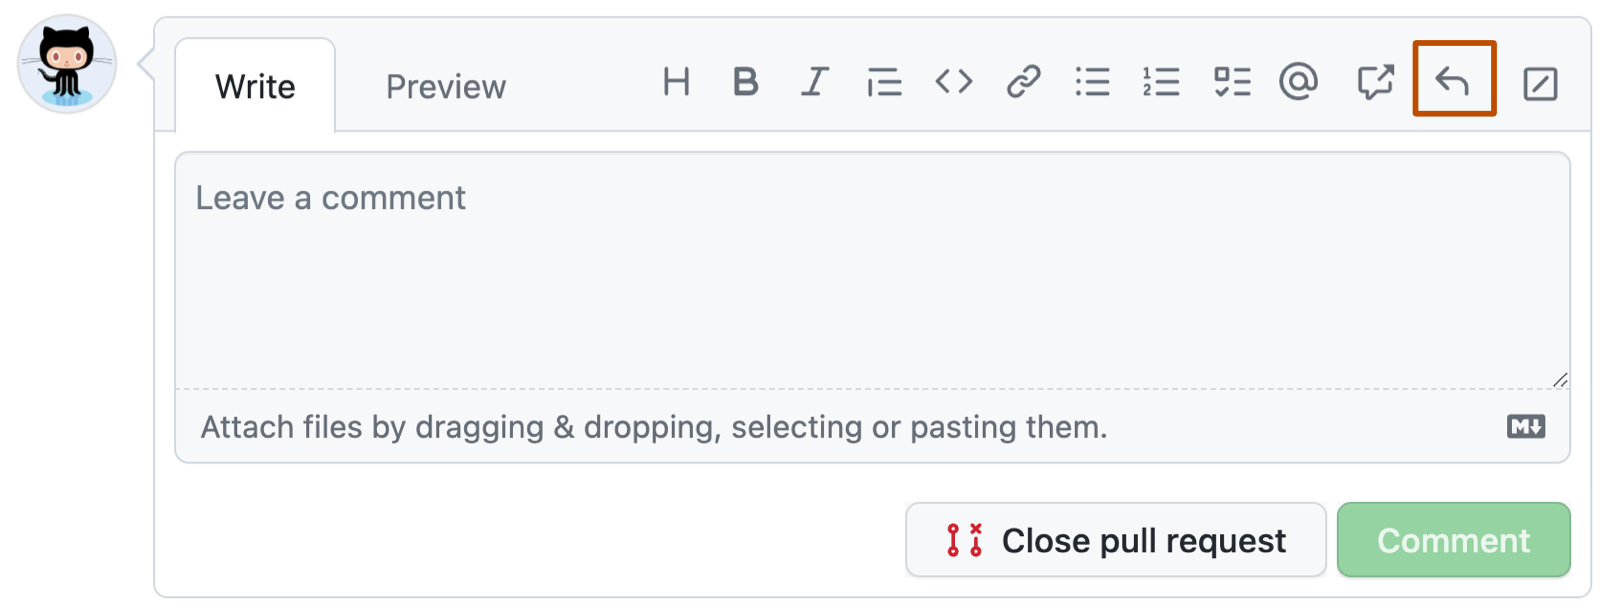 Write Preview H B I
Leave a comment
Attach files by dragging & dropping, selecting or pasting them. M
Close pull request Comment